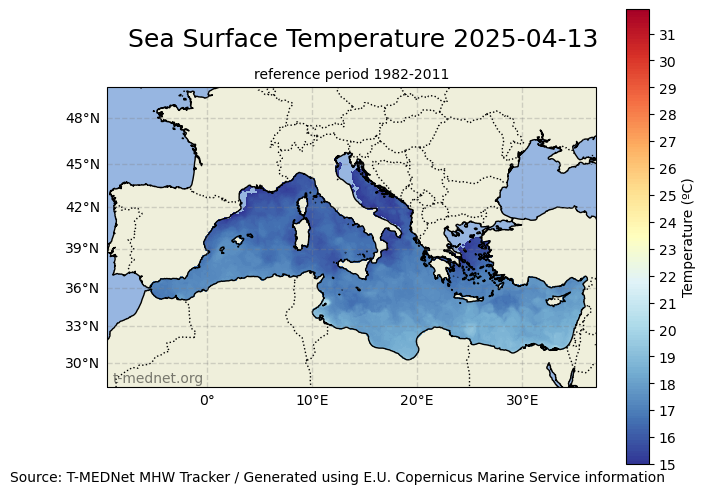 Sea Surface Temperature 2025-04-13
reference period 1982-2011
48°N
45°N
42°N
39°N
36°N
33°N
30°N
t-mednet.org
0°
10°E
20°E
30°E
31
30
29
28
27
26
25
24
23
22
21
20
19
18
17
16
15
Temperature (ºC)
Source: T-MEDNet MHW Tracker / Generated using E.U. Copernicus Marine Service information